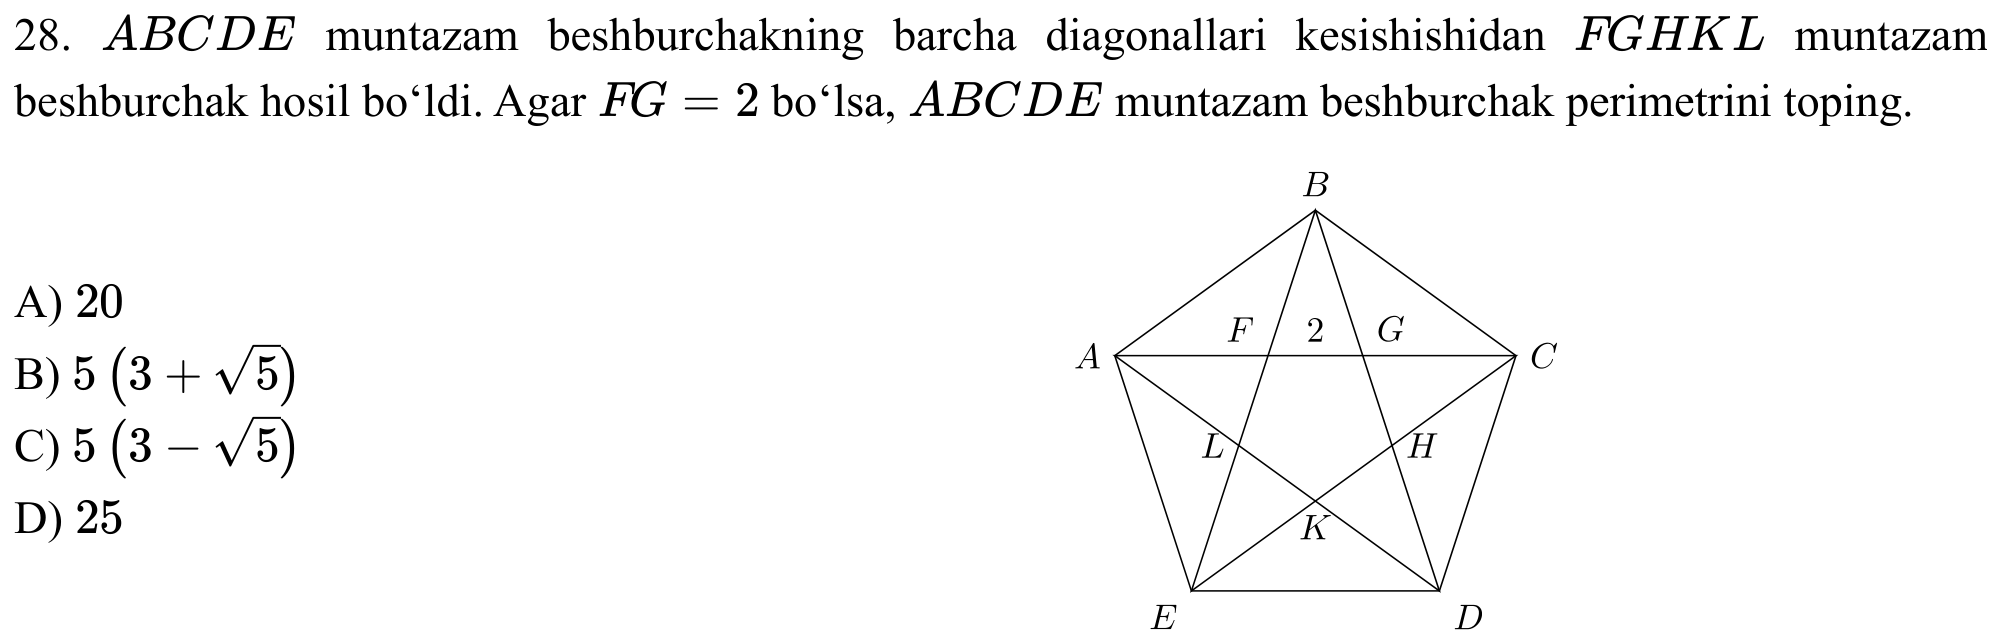 28. ABCDE muntazam beshburchakning barcha diagonallari kesishishidan FGHKL muntazam
beshburchak hosil bo‘ldi. Agar FG = 2 bo‘lsa, ABCDE muntazam beshburchak perimetrini toping.
B
F 2 G
A C
L H
K
E D
A) 20
B) 5 (3 + √5)
C) 5 (3 − √5)
D) 25